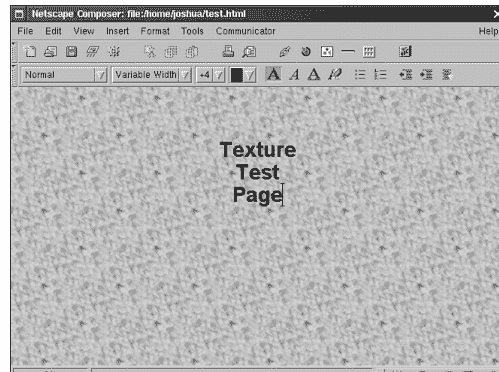 Netscape Composer: file:/home/joshua/test.html
File Edit View Insert Format Tools Communicator Help
Normal Variable Width +4 A A A
Texture
Test
Page